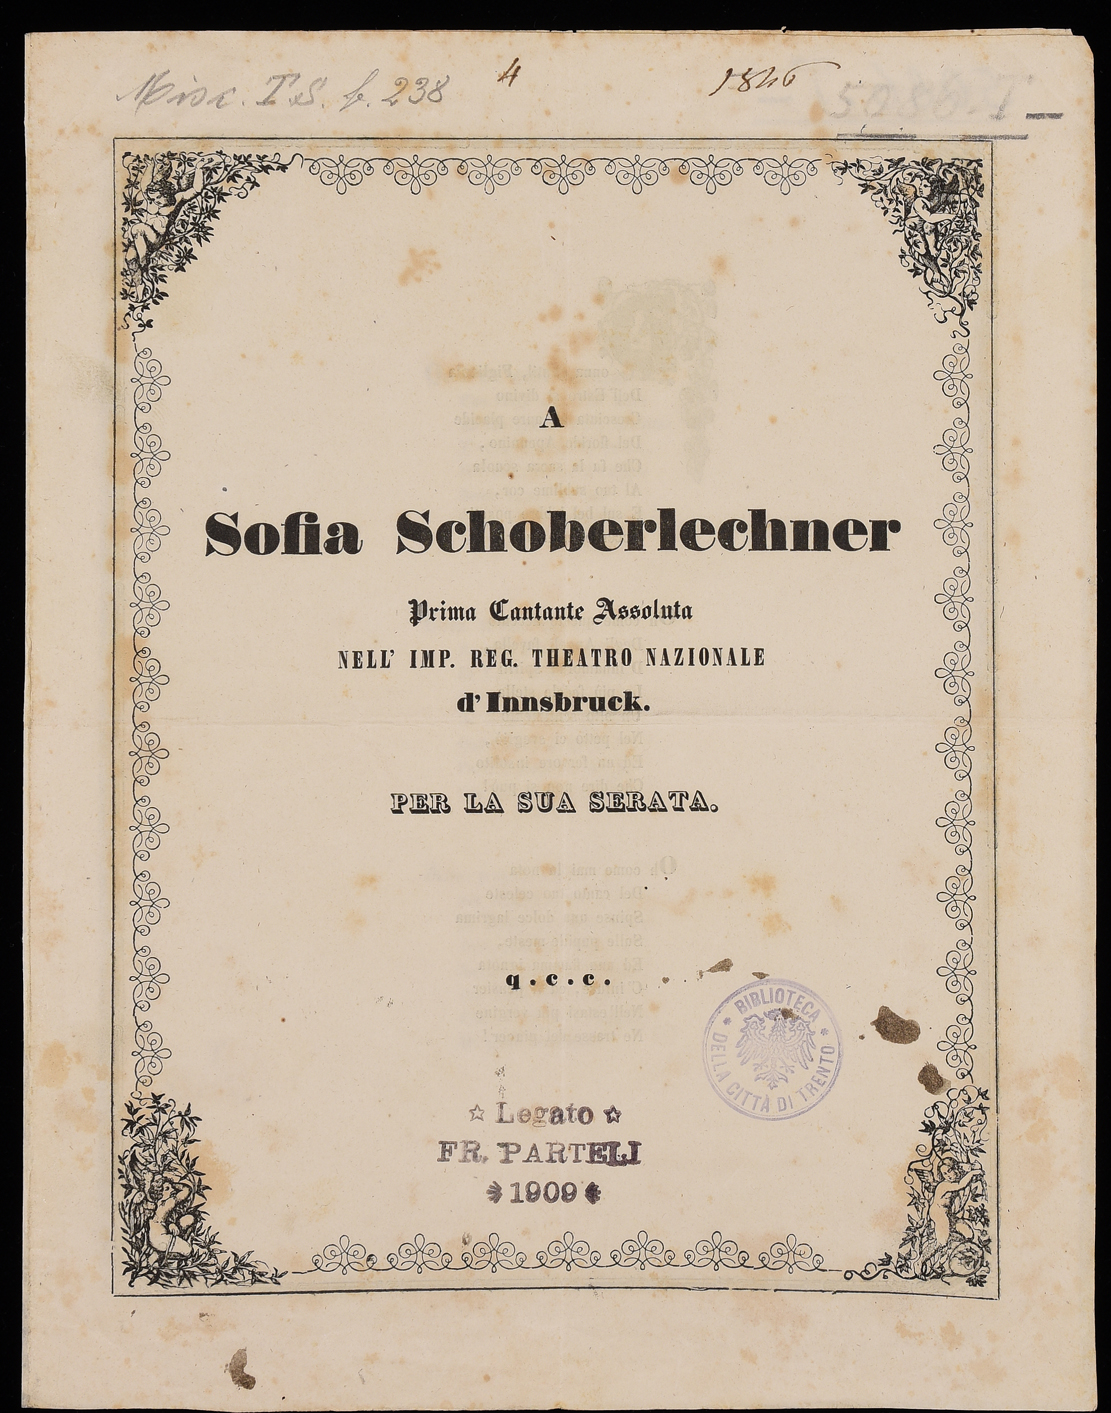 Misc. T.S. b. 238
4
1846
5086-T
A
Sofia Schoberlechner
Prima Cantante Assoluta
NELL' IMP. REG. THEATRO NAZIONALE
d'Innsbruck.
PER LA SUA SERATA.
q.c.c.
BIBLIOTECA
DELLA CITTÀ DI TRENTO
☆ Legato ☆
FR. PARTELI
1909